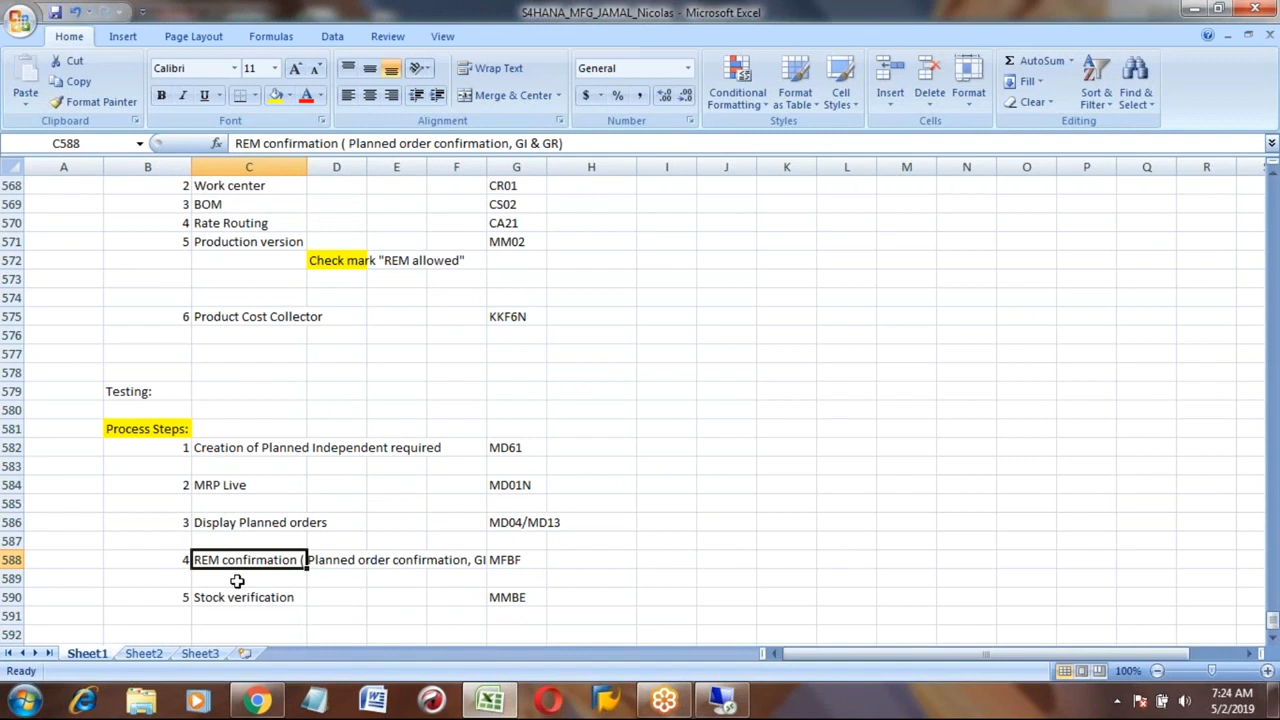 S4HANA_MFG_JAMAL_Nicolas - Microsoft Excel
Home Insert Page Layout Formulas Data Review View
Paste Cut Copy Format Painter Clipboard
Calibri 11 B I U A A A Font
Wrap Text Merge & Center Alignment
General $ % , Number
Conditional Formatting Format as Table Cell Styles Styles
Insert Delete Format Cells
AutoSum Fill Clear Sort & Filter Find & Select Editing
C588 fx REM confirmation ( Planned order confirmation, GI & GR)
A B C D E F G H I J K L M N O P Q R
568 2 Work center CR01
569 3 BOM CS02
570 4 Rate Routing CA21
571 5 Production version MM02
572 Check mark "REM allowed"
573
574
575 6 Product Cost Collector KKF6N
576
577
578
579 Testing:
580
581 Process Steps:
582 1 Creation of Planned Independent required MD61
583
584 2 MRP Live MD01N
585
586 3 Display Planned orders MD04/MD13
587
588 4 REM confirmation ( Planned order confirmation, GI MFBF
589
590 5 Stock verification MMBE
591
592
Sheet1 Sheet2 Sheet3
Ready 100%
7:24 AM
5/2/2019